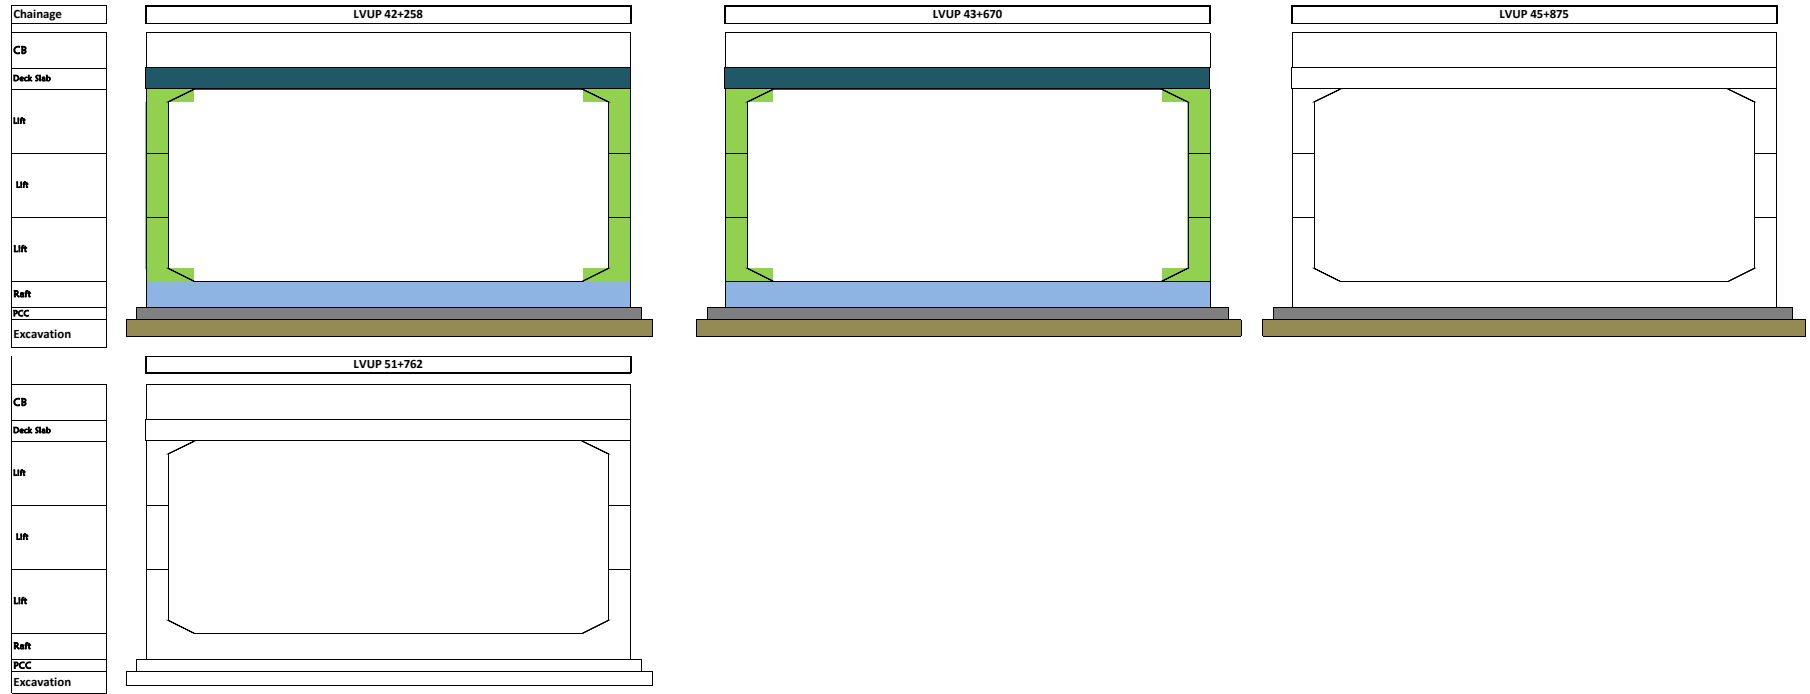 Chainage LVUP 42+258 LVUP 43+670 LVUP 45+875
CB
Deck Slab
Lift
Lift
Lift
Raft
PCC
Excavation
LVUP 51+762
CB
Deck Slab
Lift
Lift
Lift
Raft
PCC
Excavation